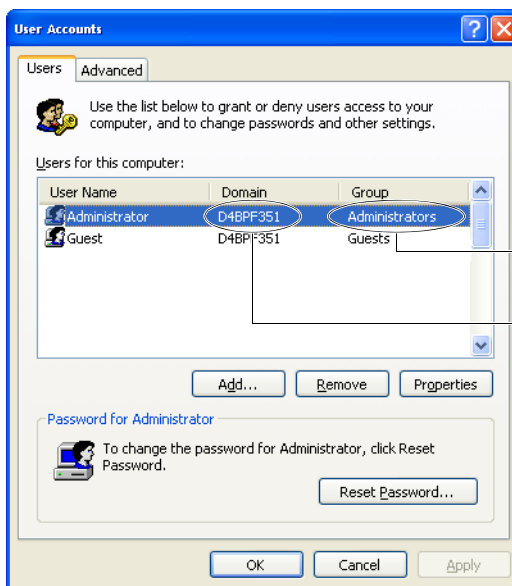 User Accounts
Users Advanced
Use the list below to grant or deny users access to your
computer, and to change passwords and other settings.
Users for this computer:
User Name Domain Group
Administrator D4BPF351 Administrators
Guest D4BPF351 Guests
Add... Remove Properties
Password for Administrator
To change the password for Administrator, click Reset
Password.
Reset Password...
OK Cancel Apply